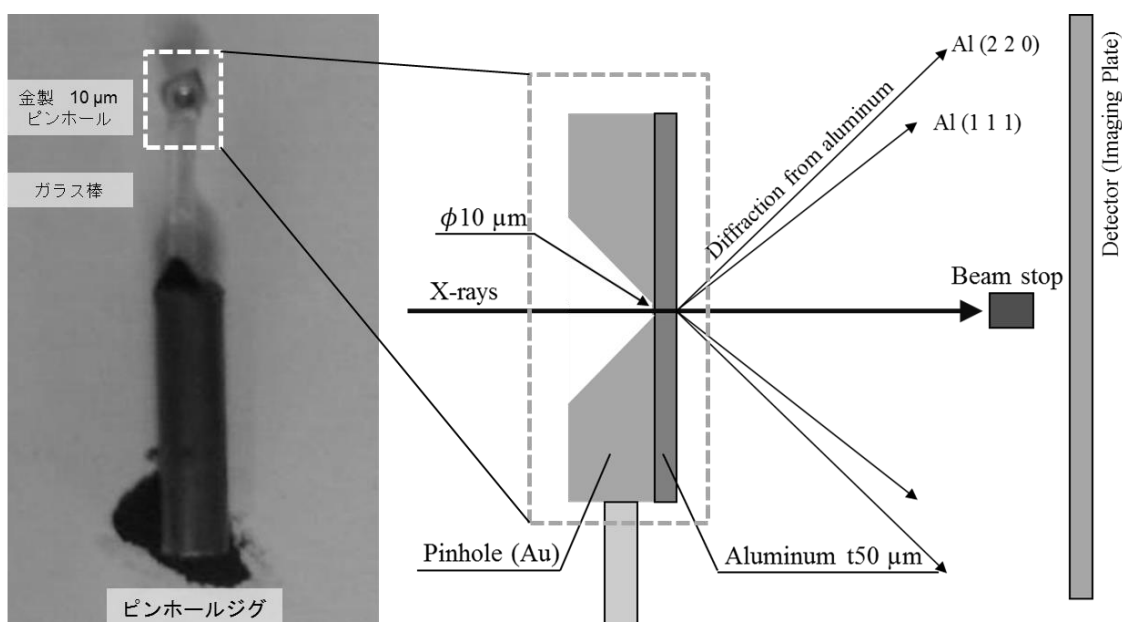 金製　10 µm
ピンホール
ガラス棒
ピンホールジグ
Al (2 2 0)
Al (1 1 1)
Diffraction from aluminum
ϕ10 µm
X-rays
Beam stop
Detector (Imaging Plate)
Pinhole (Au)
Aluminum t50 µm